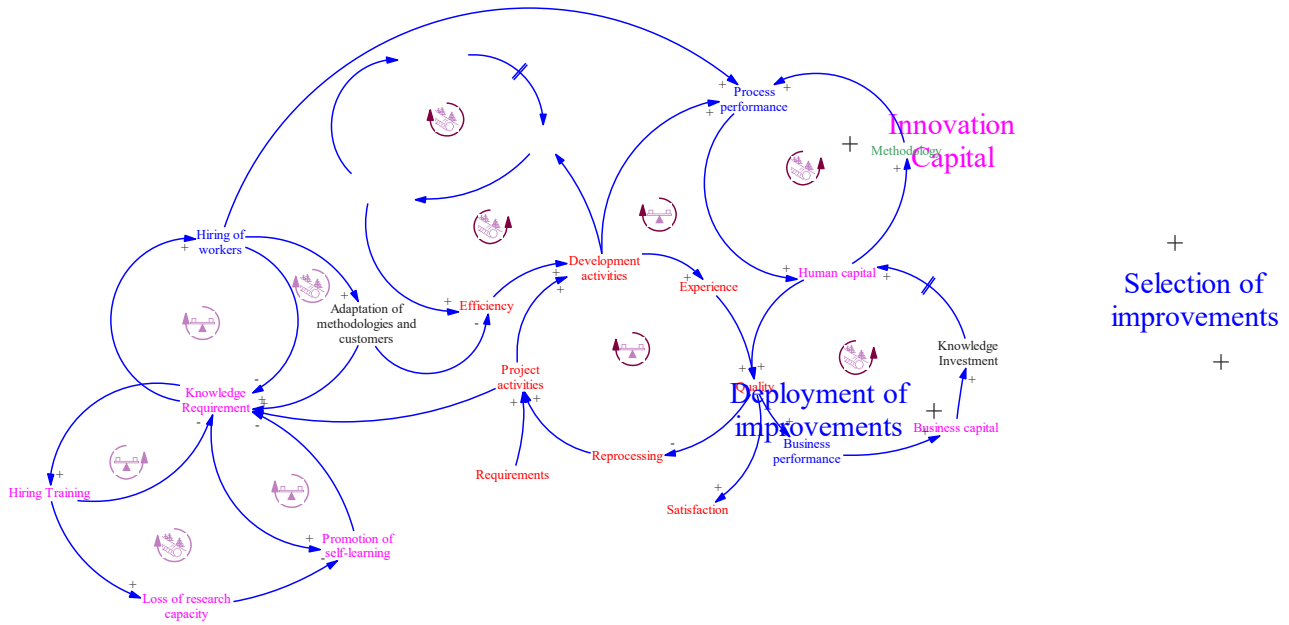 Process
performance
Innovation
Capital
Methodology
Hiring of
workers
Development
activities
Human capital
Experience
Selection of
improvements
Efficiency
Adaptation of
methodologies and
customers
Knowledge
Investment
Project
activities
Knowledge
Requirement
Quality
Deployment of
improvements
Business capital
Business
performance
Reprocessing
Requirements
Hiring Training
Satisfaction
Promotion of
self-learning
Loss of research
capacity